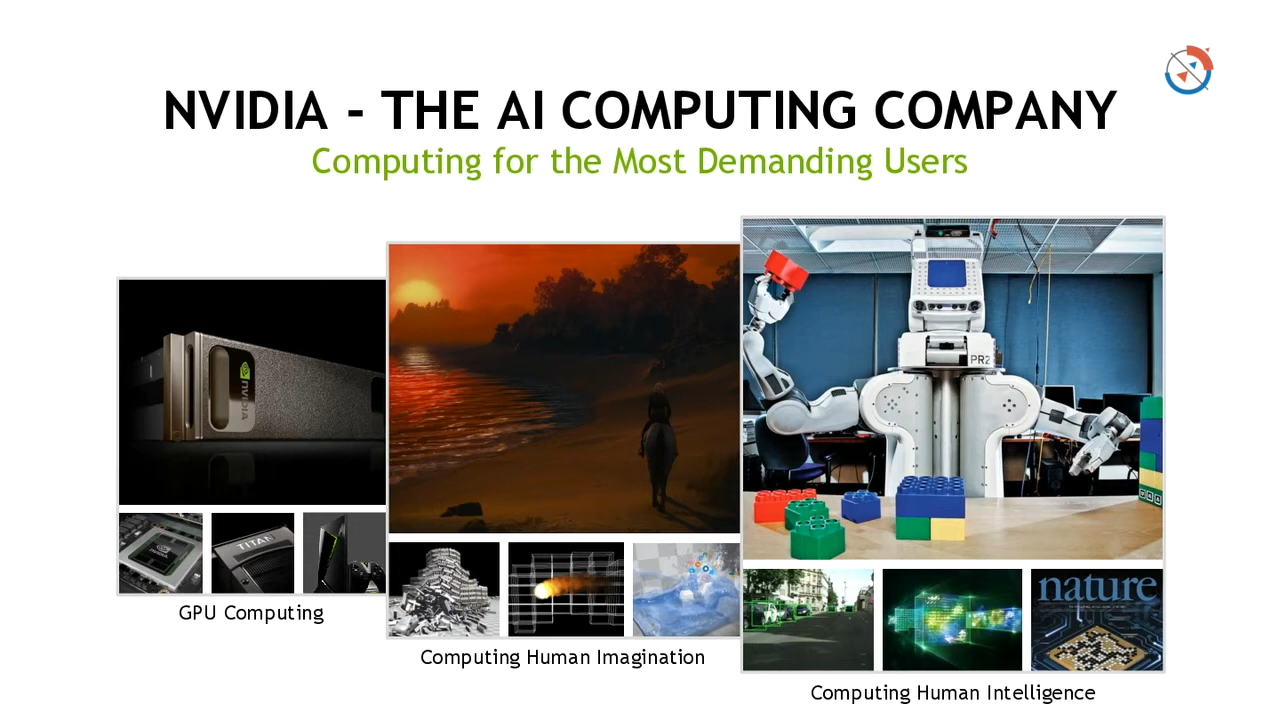 NVIDIA - THE AI COMPUTING COMPANY
Computing for the Most Demanding Users
NVIDIA
NVIDIA
TITAN
GPU Computing
Computing Human Imagination
PR2
nature
Computing Human Intelligence